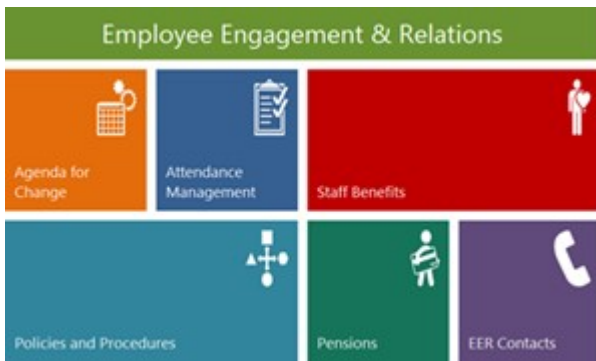 Employee Engagement & Relations
Agenda for
Change
Attendance
Management
Staff Benefits
Policies and Procedures
Pensions
EER Contacts